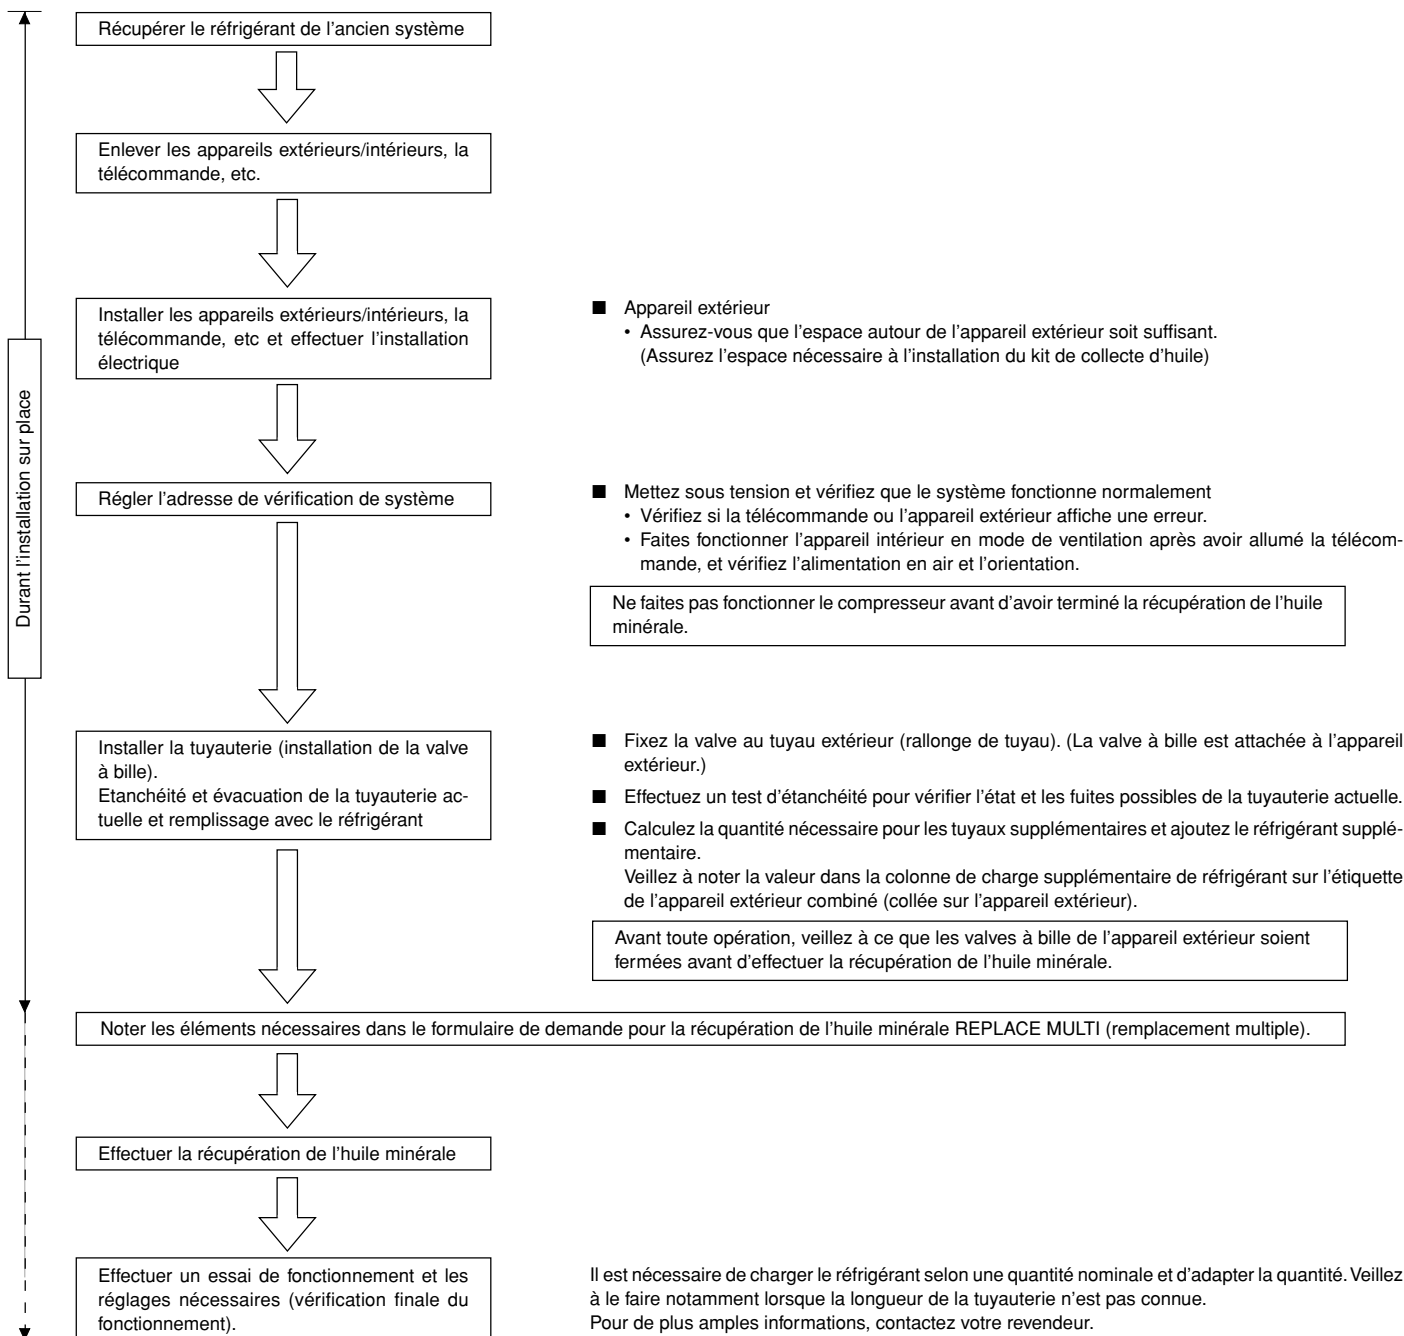 Récupérer le réfrigérant de l'ancien système
Enlever les appareils extérieurs/intérieurs, la
télécommande, etc.
Installer les appareils extérieurs/intérieurs, la
télécommande, etc et effectuer l'installation
électrique
■ Appareil extérieur
• Assurez-vous que l'espace autour de l'appareil extérieur soit suffisant.
(Assurez l'espace nécessaire à l'installation du kit de collecte d'huile)
Durant l'installation sur place
Régler l'adresse de vérification de système
■ Mettez sous tension et vérifiez que le système fonctionne normalement
• Vérifiez si la télécommande ou l'appareil extérieur affiche une erreur.
• Faites fonctionner l'appareil intérieur en mode de ventilation après avoir allumé la télécom-
mande, et vérifiez l'alimentation en air et l'orientation.
Ne faites pas fonctionner le compresseur avant d'avoir terminé la récupération de l'huile
minérale.
Installer la tuyauterie (installation de la valve
à bille).
Etanchéité et évacuation de la tuyauterie ac-
tuelle et remplissage avec le réfrigérant
■ Fixez la valve au tuyau extérieur (rallonge de tuyau). (La valve à bille est attachée à l'appareil
extérieur.)
■ Effectuez un test d'étanchéité pour vérifier l'état et les fuites possibles de la tuyauterie actuelle.
■ Calculez la quantité nécessaire pour les tuyaux supplémentaires et ajoutez le réfrigérant supplé-
mentaire.
Veillez à noter la valeur dans la colonne de charge supplémentaire de réfrigérant sur l'étiquette
de l'appareil extérieur combiné (collée sur l'appareil extérieur).
Avant toute opération, veillez à ce que les valves à bille de l'appareil extérieur soient
fermées avant d'effectuer la récupération de l'huile minérale.
Noter les éléments nécessaires dans le formulaire de demande pour la récupération de l'huile minérale REPLACE MULTI (remplacement multiple).
Effectuer la récupération de l'huile minérale
Effectuer un essai de fonctionnement et les
réglages nécessaires (vérification finale du
fonctionnement).
Il est nécessaire de charger le réfrigérant selon une quantité nominale et d'adapter la quantité. Veillez
à le faire notamment lorsque la longueur de la tuyauterie n'est pas connue.
Pour de plus amples informations, contactez votre revendeur.